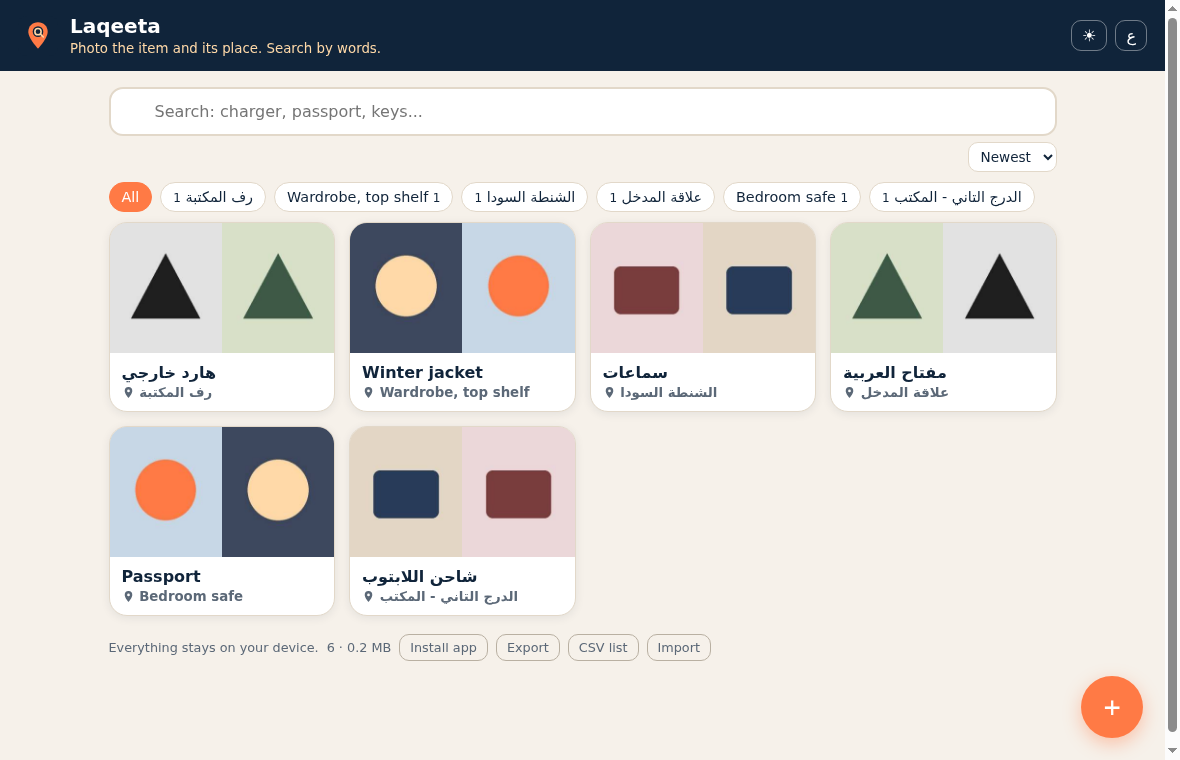 Laqeeta
Photo the item and its place. Search by words.
☀ ع
Search: charger, passport, keys...
Newest
All
رف المكتبة 1
Wardrobe, top shelf 1
الشنطة السودا 1
علاقة المدخل 1
Bedroom safe 1
الدرج التاني - المكتب 1
هارد خارجي
رف المكتبة
Winter jacket
Wardrobe, top shelf
سماعات
الشنطة السودا
مفتاح العربية
علاقة المدخل
Passport
Bedroom safe
شاحن اللابتوب
الدرج التاني - المكتب
Everything stays on your device. 6 · 0.2 MB
Install app
Export
CSV list
Import
+